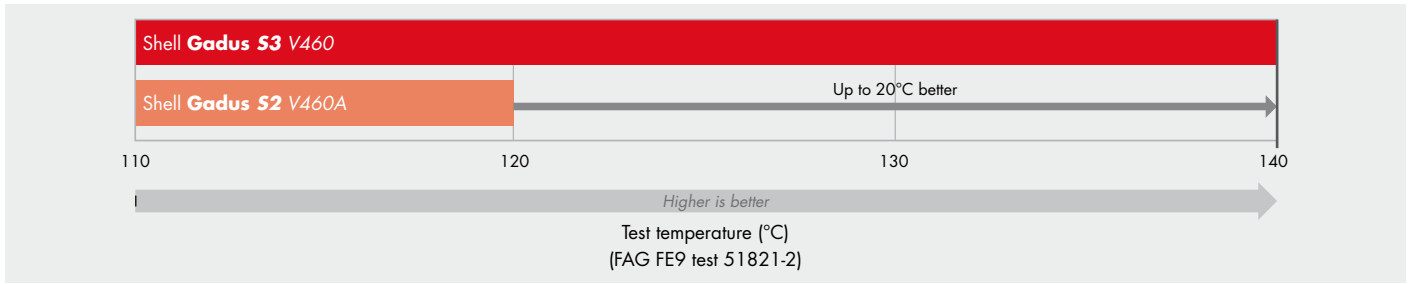 Shell Gadus S3 V460
Shell Gadus S2 V460A
Up to 20°C better
110 120 130 140
Higher is better
Test temperature (°C)
(FAG FE9 test 51821-2)